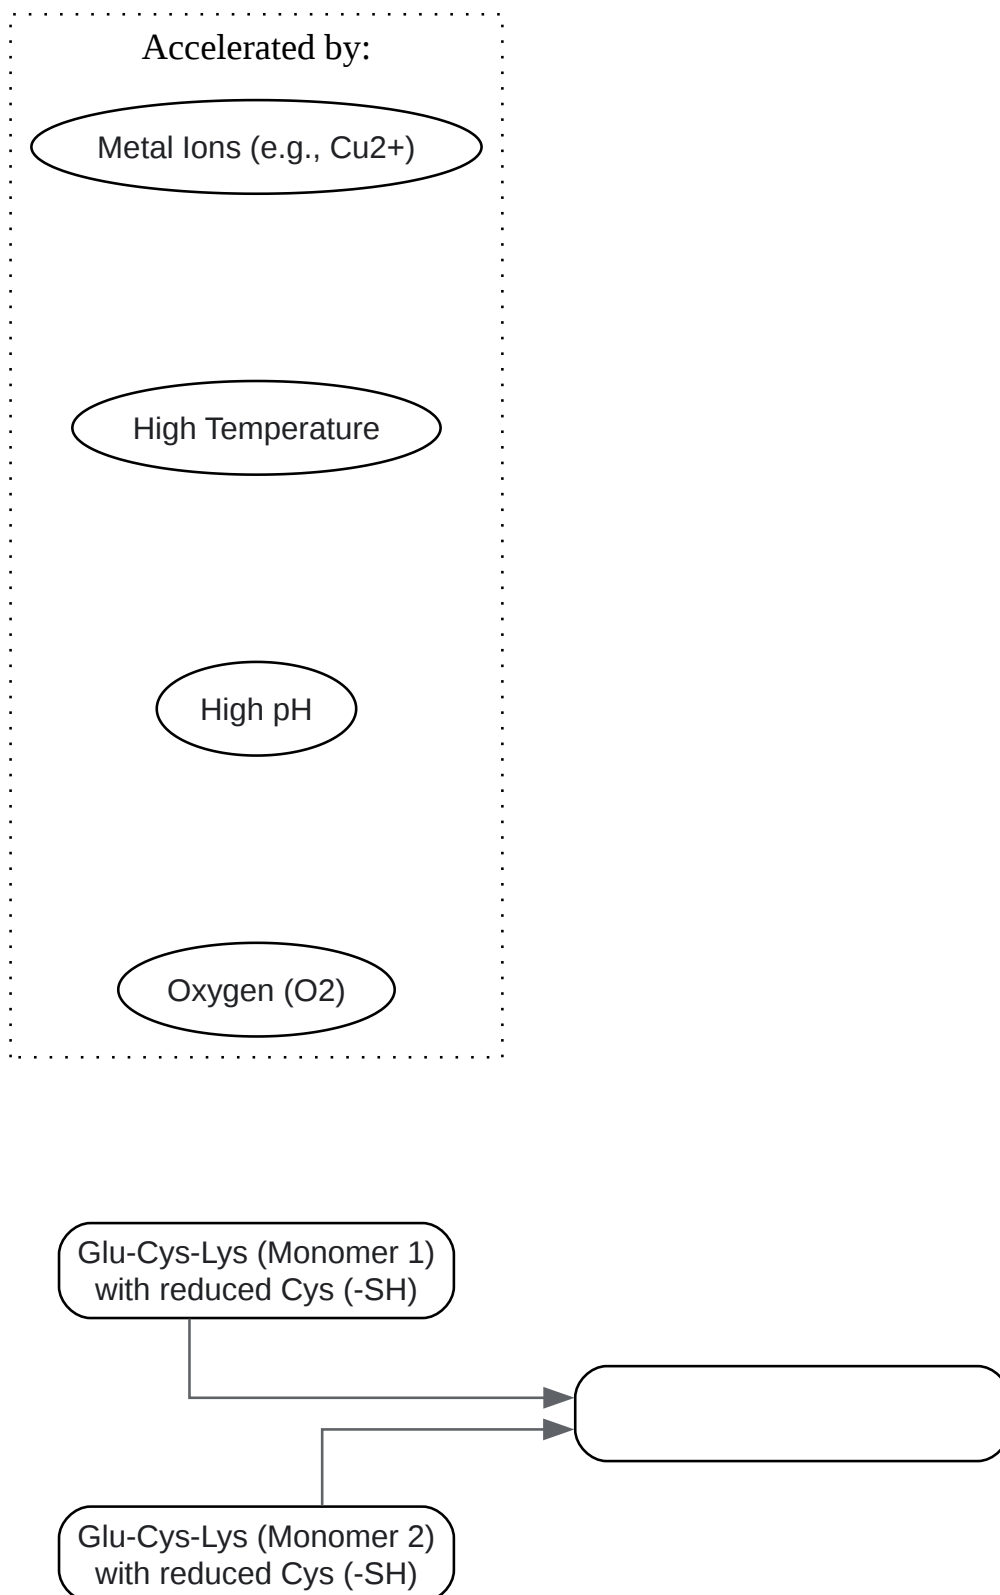 Accelerated by:
Metal Ions (e.g., Cu2+)
High Temperature
High pH
Oxygen (O2)
Glu-Cys-Lys (Monomer 1)
with reduced Cys (-SH)
Glu-Cys-Lys (Monomer 2)
with reduced Cys (-SH)